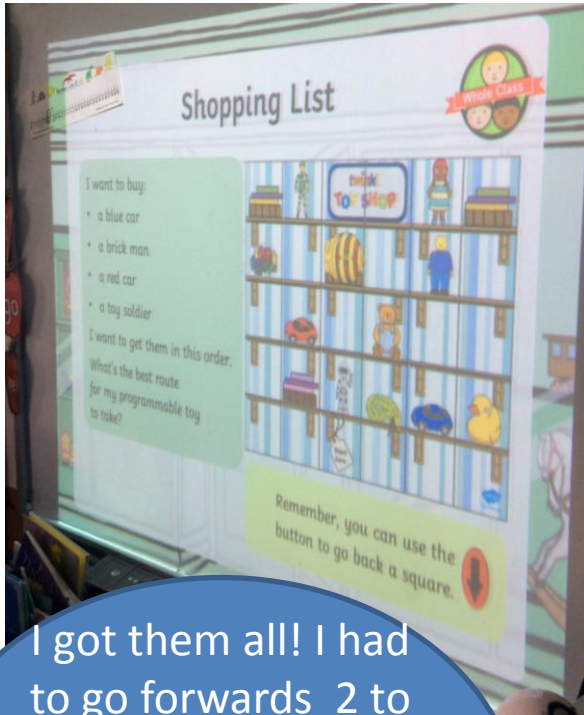 Shopping List
Whole Class
I want to buy:
• a blue car
• a brick man
• a red car
• a toy soldier
I want to get them in this order.
What's the best route
for my programmable toy
to take?
twinkl
TOY SHOP
Remember, you can use the
button to go back a square.
go
I got them all! I had
to go forwards 2 to